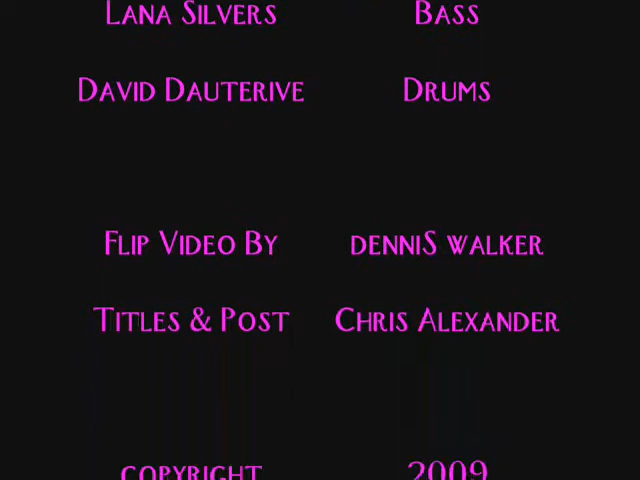 Lana Silvers Bass
David Dauterive Drums
Flip Video By denniS walker
Titles & Post Chris Alexander
copyright 2009